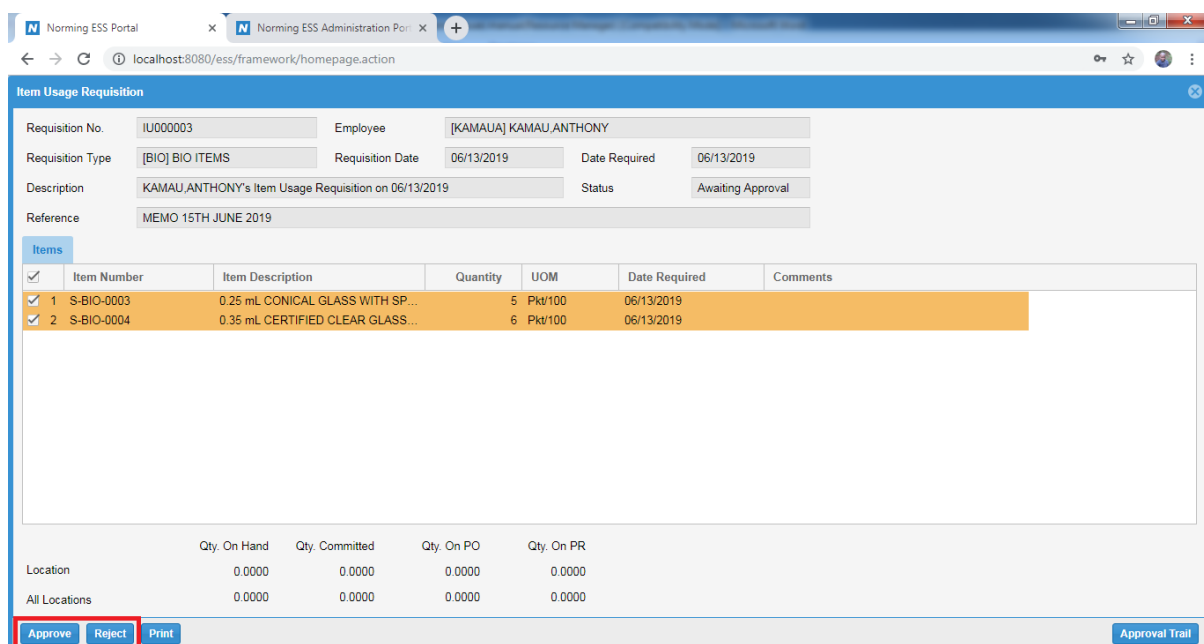 Norming ESS Portal Norming ESS Administration Port
localhost:8080/ess/framework/homepage.action
Item Usage Requisition
Requisition No. IU000003 Employee [KAMAUA] KAMAU,ANTHONY
Requisition Type [BIO] BIO ITEMS Requisition Date 06/13/2019 Date Required 06/13/2019
Description KAMAU,ANTHONY's Item Usage Requisition on 06/13/2019 Status Awaiting Approval
Reference MEMO 15TH JUNE 2019
Items
Item Number Item Description Quantity UOM Date Required Comments
1 S-BIO-0003 0.25 mL CONICAL GLASS WITH SP... 5 Pkt/100 06/13/2019
2 S-BIO-0004 0.35 mL CERTIFIED CLEAR GLASS... 6 Pkt/100 06/13/2019
Qty. On Hand Qty. Committed Qty. On PO Qty. On PR
Location 0.0000 0.0000 0.0000 0.0000
All Locations 0.0000 0.0000 0.0000 0.0000
Approve Reject Print Approval Trail